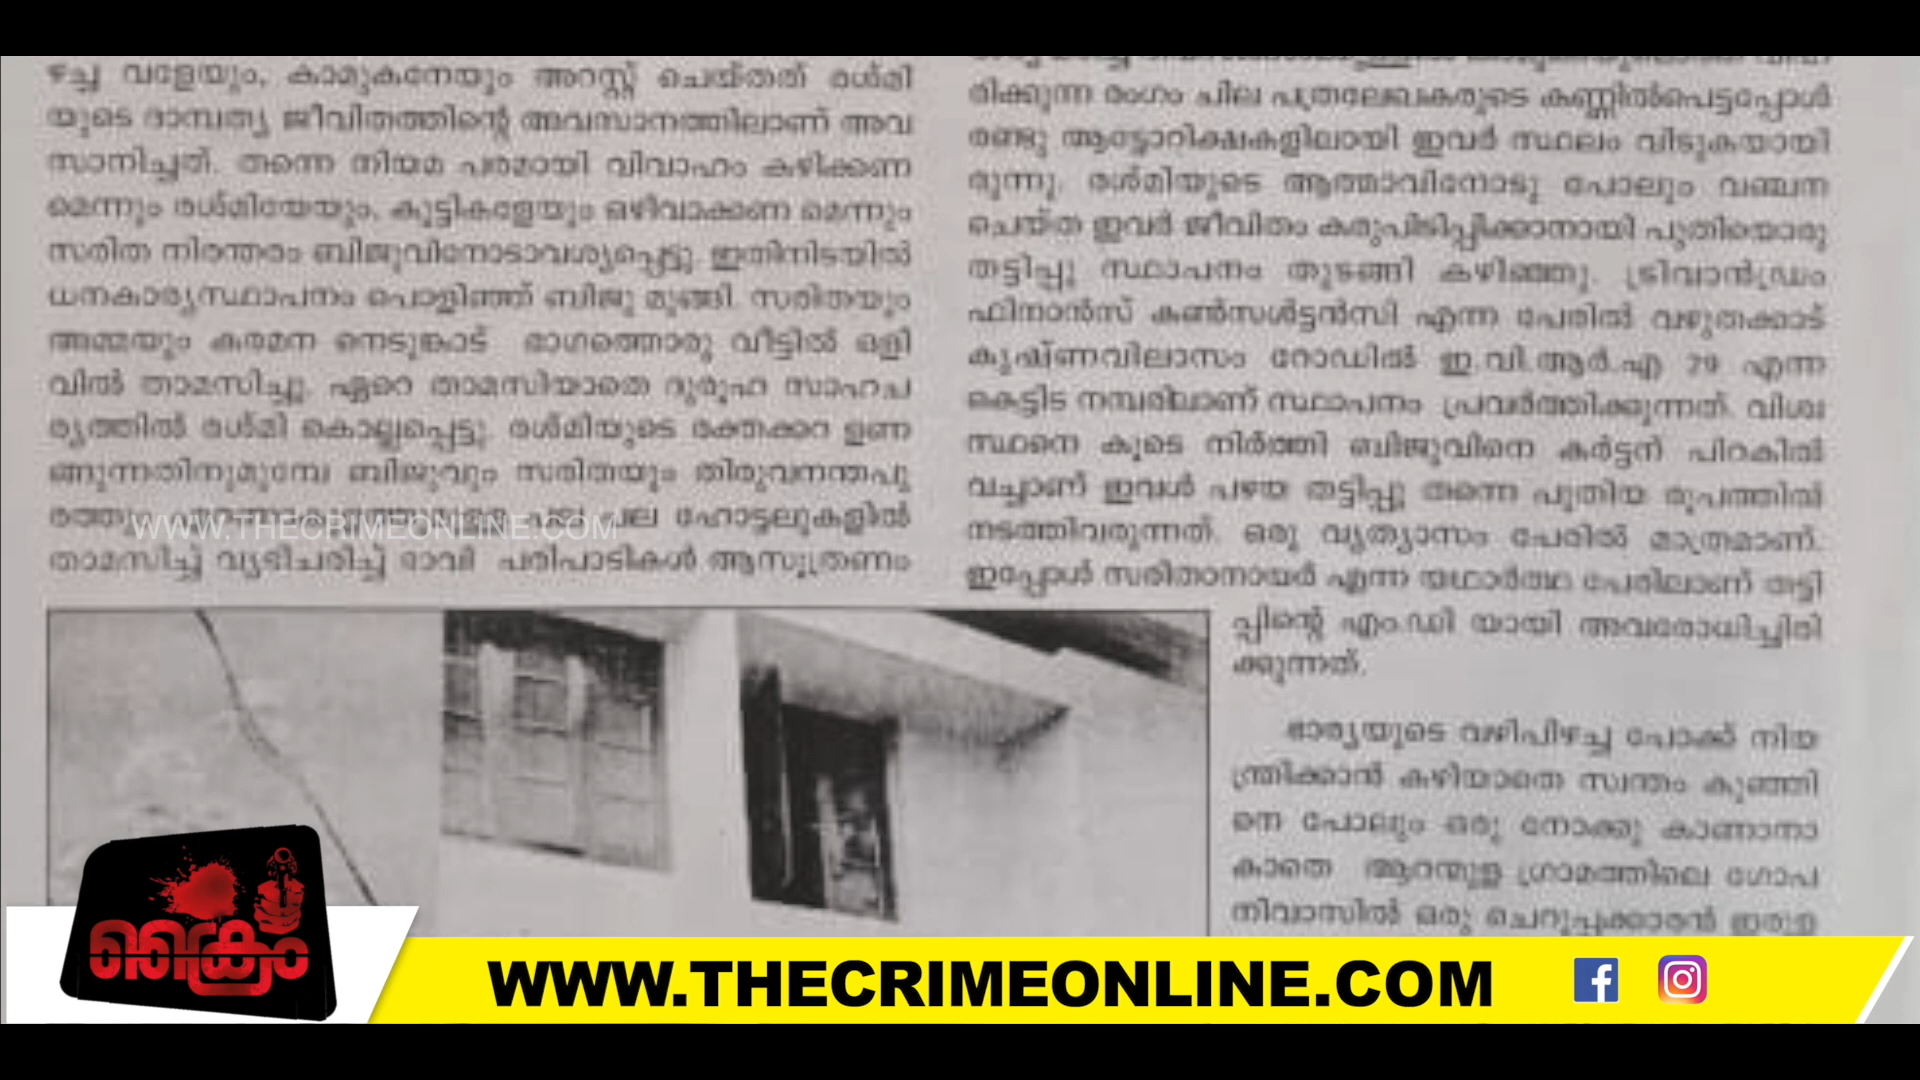 ഴച്ച വളേയും, കാമുകനേയും അറസ്റ്റ് ചെയ്തത് രശ്മി
യുടെ ദാമ്പത്യ ജീവിതത്തിന്റെ അവസാനത്തിലാണ് അവ
സാനിച്ചത്. തന്നെ നിയമ പരമായി വിവാഹം കഴിക്കണ
മെന്നും രശ്മിയേയും, കുട്ടികളേയും ഒഴിവാക്കണ മെന്നും
സരിത നിരന്തരം ബിജുവിനോടാവശ്യപ്പെട്ടു. ഇതിനിടയിൽ
ധനകാര്യസ്ഥാപനം പൊളിഞ്ഞ് ബിജു മുങ്ങി. സരിതയും
അമ്മയും കരമന നെടുങ്കാട് ഭാഗത്തൊരു വീട്ടിൽ ഒളി
വിൽ താമസിച്ചു. ഏറെ താമസിയാതെ ദുരൂഹ സാഹച
ര്യത്തിൽ രശ്മി കൊല്ലപ്പെട്ടു. രശ്മിയുടെ രക്തക്കറ ഉണ
ങ്ങുന്നതിനുമുമ്പേ ബിജുവും സരിതയും തിരുവനന്തപു
പല ഹോട്ടലുകളിൽ
താമസിച്ച് വ്യഭിചരിച്ച് ഭാവി പരിപാടികൾ ആസൂത്രണം
രിക്കുന്ന രംഗം ചില പത്രലേഖകരുടെ കണ്ണിൽപെട്ടപ്പോൾ
രണ്ടു ആട്ടോറിക്ഷകളിലായി ഇവർ സ്ഥലം വിടുകയായി
രുന്നു. രശ്മിയുടെ ആത്മാവിനോടു പോലും വഞ്ചന
ചെയ്ത ഇവർ ജീവിതം കരുപിടിപ്പിക്കാനായി പുതിയൊരു
തട്ടിപ്പു സ്ഥാപനം തുടങ്ങി കഴിഞ്ഞു. ട്രിവാൻഡ്രം
ഫിനാൻസ് കൺസൾട്ടൻസി എന്ന പേരിൽ വഴുതക്കാട്
കൃഷ്ണവിലാസം റോഡിൽ ഇ.വി.ആർ.എ 29 എന്ന
കെട്ടിട നമ്പരിലാണ് സ്ഥാപനം പ്രവർത്തിക്കുന്നത്. വിശ്വ
സ്ഥനെ കൂടെ നിർത്തി ബിജുവിനെ കർട്ടന് പിറകിൽ
വച്ചാണ് ഇവൾ പഴയ തട്ടിപ്പു തന്നെ പുതിയ രൂപത്തിൽ
നടത്തിവരുന്നത്. ഒരു വ്യത്യാസം പേരിൽ മാത്രമാണ്.
ഇപ്പോൾ സരിതാനായർ എന്ന യഥാർത്ഥ പേരിലാണ് തട്ടി
പ്പിന്റെ എം.ഡി യായി അവരോധിച്ചിരി
ക്കുന്നത്.
ഭാര്യയുടെ വഴിപിഴച്ച പോക്ക് നിയ
ന്ത്രിക്കാൻ കഴിയാതെ സ്വന്തം കുഞ്ഞി
നെ പോലും ഒരു നോക്കു കാണാനാ
കാതെ ആറന്മുള ഗ്രാമത്തിലെ ഗോപ
നിവാസിൽ ഒരു ചെറുപ്പക്കാരൻ ഇരുള
WWW.THECRIMEONLINE.COM
ക്രൈം
WWW.THECRIMEONLINE.COM